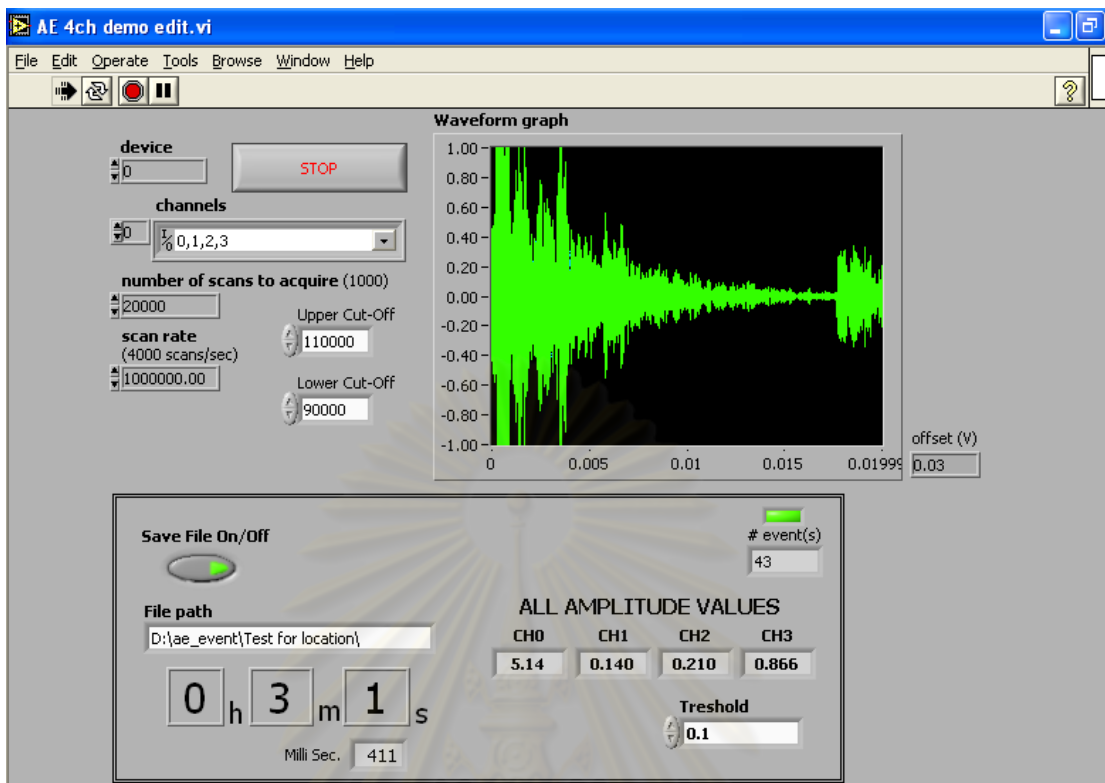 AE 4ch demo edit.vi
File Edit Operate Tools Browse Window Help
Waveform graph
device
0
STOP
channels
0
I/0 0,1,2,3
number of scans to acquire (1000)
20000
scan rate
(4000 scans/sec)
1000000.00
Upper Cut-Off
110000
Lower Cut-Off
90000
1.00
0.80
0.60
0.40
0.20
0.00
-0.20
-0.40
-0.60
-0.80
-1.00
0 0.005 0.01 0.015 0.01999
offset (V)
0.03
Save File On/Off
# event(s)
43
File path
D:\ae_event\Test for location\
ALL AMPLITUDE VALUES
CH0 CH1 CH2 CH3
5.14 0.140 0.210 0.866
0 h 3 m 1 s
Milli Sec. 411
Treshold
0.1